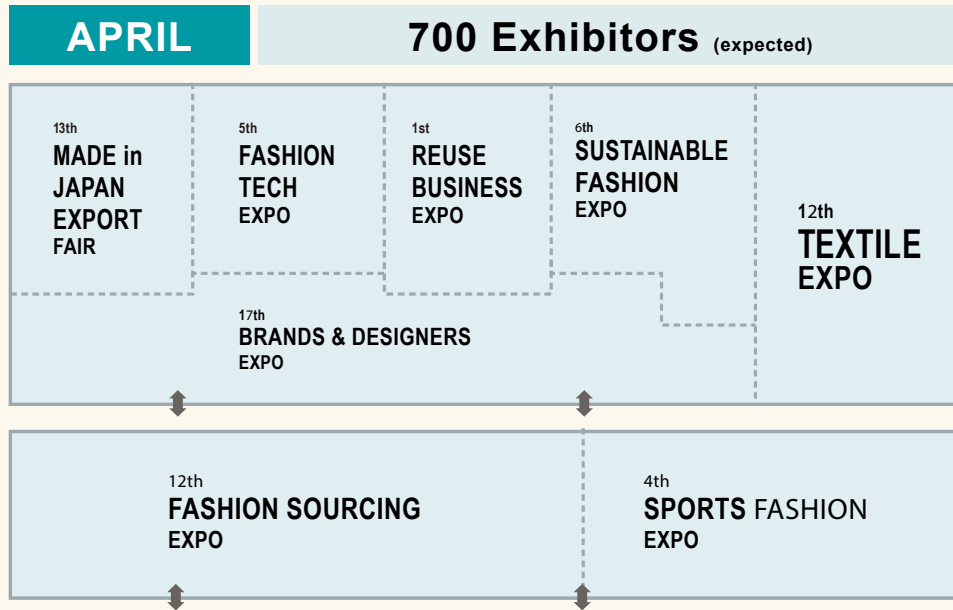 APRIL
700 Exhibitors (expected)
13th
MADE in
JAPAN
EXPORT
FAIR
5th
FASHION
TECH
EXPO
1st
REUSE
BUSINESS
EXPO
6th
SUSTAINABLE
FASHION
EXPO
12th
TEXTILE
EXPO
17th
BRANDS & DESIGNERS
EXPO
12th
FASHION SOURCING
EXPO
4th
SPORTS FASHION
EXPO